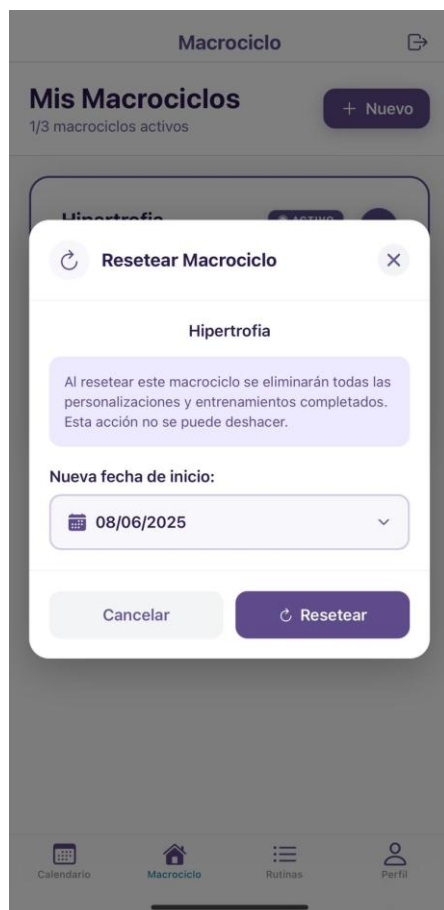 Macrociclo
Mis Macrociclos
+ Nuevo
1/3 macrociclos activos
Hipertrofia
ACTIVO
Resetear Macrociclo
Hipertrofia
Al resetear este macrociclo se eliminarán todas las
personalizaciones y entrenamientos completados.
Esta acción no se puede deshacer.
Nueva fecha de inicio:
08/06/2025
Cancelar
Resetear
Calendario
Macrociclo
Rutinas
Perfil